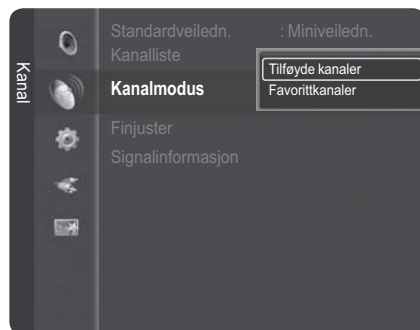 Kanal
Standardveiledn. : Miniveiledn.
Kanalliste
Kanalmodus
Tilføyde kanaler
Favorittkanaler
Finjuster
Signalinformasjon